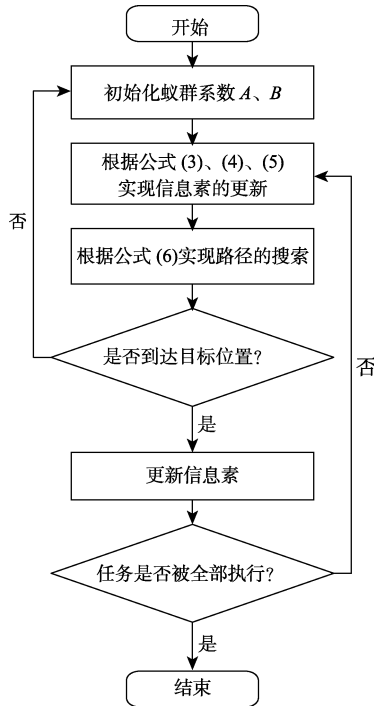 开始
初始化蚁群系数 A、B
根据公式 (3)、(4)、(5)
实现信息素的更新
否
根据公式 (6)实现路径的搜索
是否到达目标位置？
否
是
更新信息素
任务是否被全部执行？
是
结束